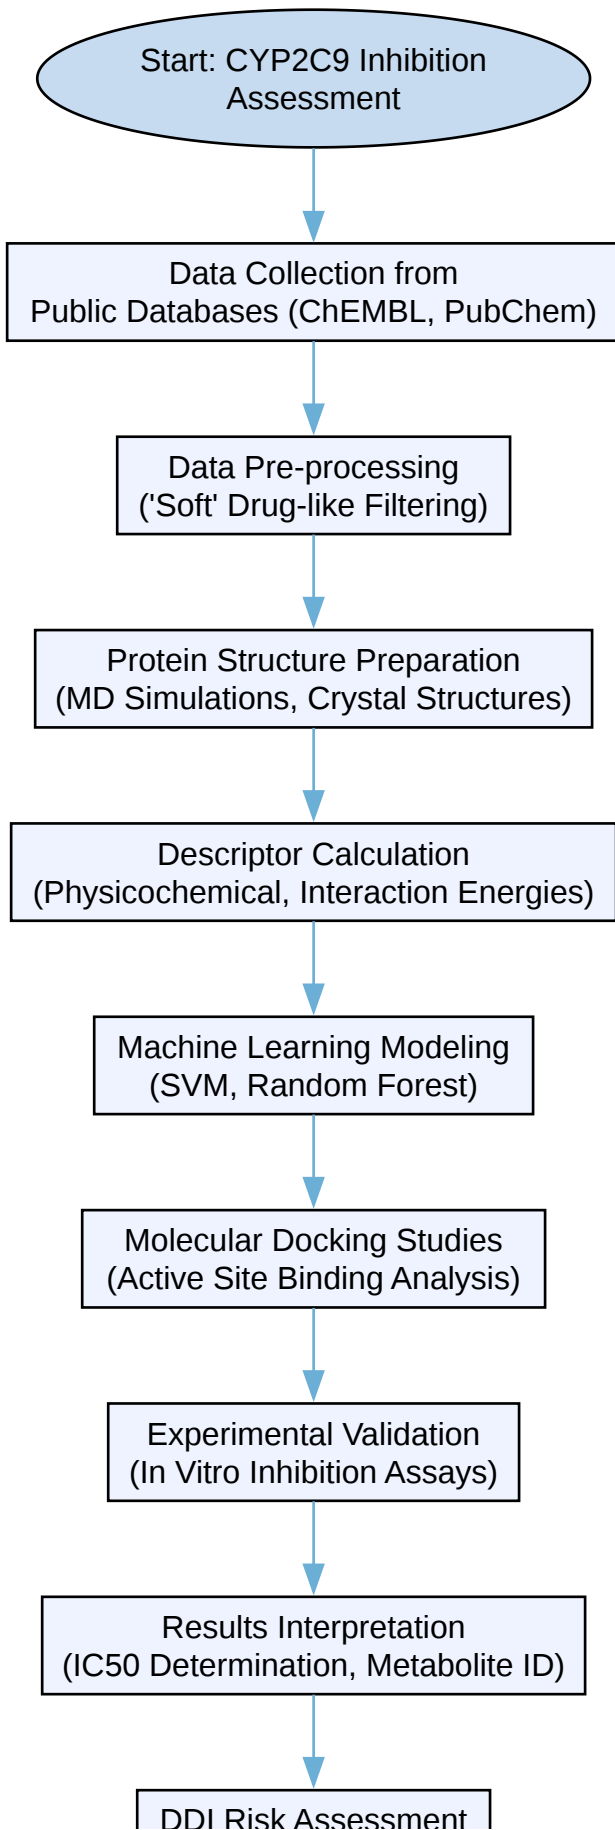 Start: CYP2C9 Inhibition
Assessment
Data Collection from
Public Databases (ChEMBL, PubChem)
Data Pre-processing
('Soft' Drug-like Filtering)
Protein Structure Preparation
(MD Simulations, Crystal Structures)
Descriptor Calculation
(Physicochemical, Interaction Energies)
Machine Learning Modeling
(SVM, Random Forest)
Molecular Docking Studies
(Active Site Binding Analysis)
Experimental Validation
(In Vitro Inhibition Assays)
Results Interpretation
(IC50 Determination, Metabolite ID)
DDI Risk Assessment